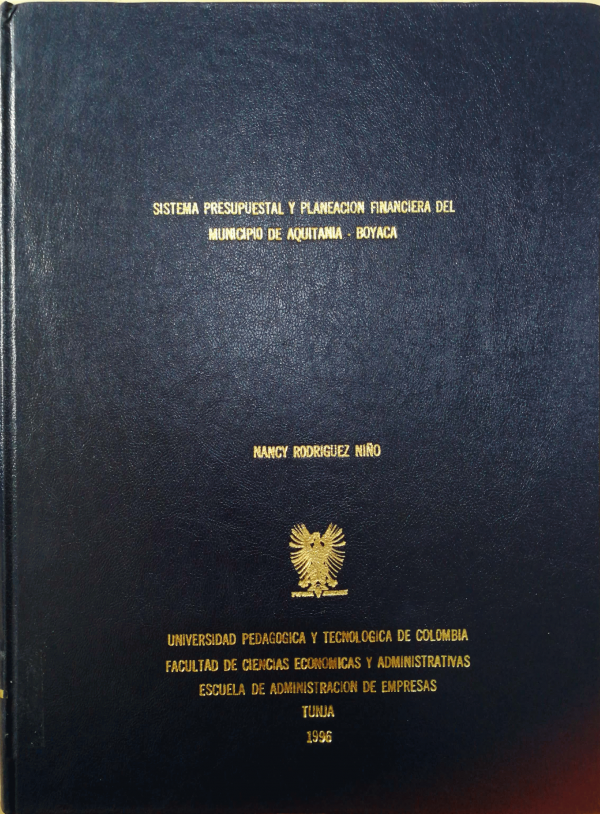 SISTEMA PRESUPUESTAL Y PLANEACION FINANCIERA DEL
MUNICIPIO DE AQUITANIA - BOYACA
NANCY RODRIGUEZ NIÑO
UNIVERSIDAD PEDAGOGICA Y TECNOLOGICA DE COLOMBIA
FACULTAD DE CIENCIAS ECONOMICAS Y ADMINISTRATIVAS
ESCUELA DE ADMINISTRACION DE EMPRESAS
TUNJA
1996